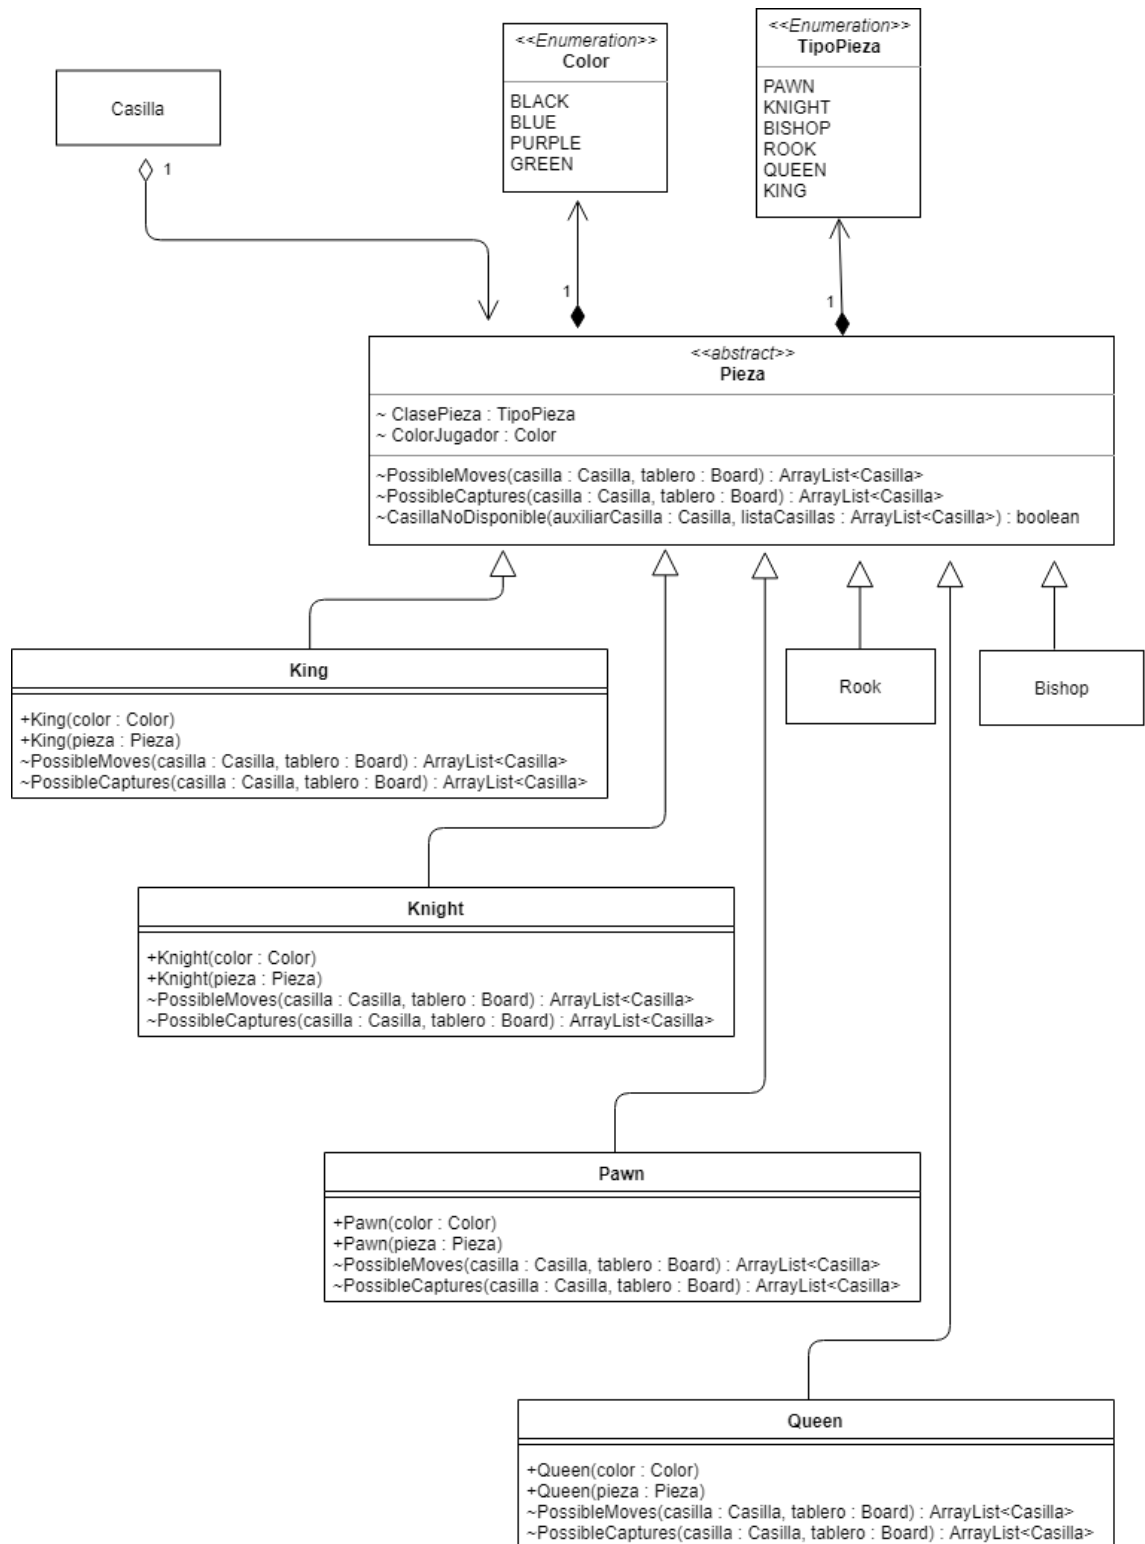 <<Enumeration>>
Color
BLACK
BLUE
PURPLE
GREEN
<<Enumeration>>
TipoPieza
PAWN
KNIGHT
BISHOP
ROOK
QUEEN
KING
Casilla
1
1
1
<<abstract>>
Pieza
~ ClasePieza : TipoPieza
~ ColorJugador : Color
~PossibleMoves(casilla : Casilla, tablero : Board) : ArrayList<Casilla>
~PossibleCaptures(casilla : Casilla, tablero : Board) : ArrayList<Casilla>
~CasillaNoDisponible(auxiliarCasilla : Casilla, listaCasillas : ArrayList<Casilla>) : boolean
King
+King(color : Color)
+King(pieza : Pieza)
~PossibleMoves(casilla : Casilla, tablero : Board) : ArrayList<Casilla>
~PossibleCaptures(casilla : Casilla, tablero : Board) : ArrayList<Casilla>
Rook
Bishop
Knight
+Knight(color : Color)
+Knight(pieza : Pieza)
~PossibleMoves(casilla : Casilla, tablero : Board) : ArrayList<Casilla>
~PossibleCaptures(casilla : Casilla, tablero : Board) : ArrayList<Casilla>
Pawn
+Pawn(color : Color)
+Pawn(pieza : Pieza)
~PossibleMoves(casilla : Casilla, tablero : Board) : ArrayList<Casilla>
~PossibleCaptures(casilla : Casilla, tablero : Board) : ArrayList<Casilla>
Queen
+Queen(color : Color)
+Queen(pieza : Pieza)
~PossibleMoves(casilla : Casilla, tablero : Board) : ArrayList<Casilla>
~PossibleCaptures(casilla : Casilla, tablero : Board) : ArrayList<Casilla>